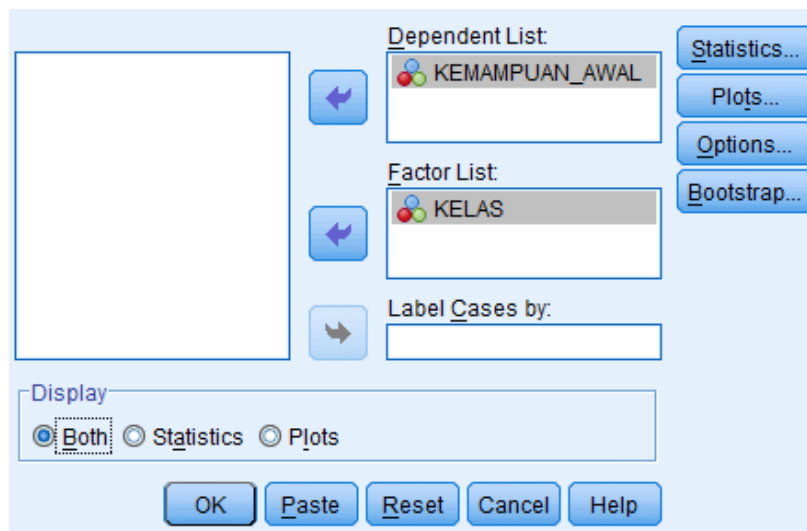 Dependent List:
KEMAMPUAN_AWAL
Factor List:
KELAS
Label Cases by:
Statistics...
Plots...
Options...
Bootstrap...
Display
Both Statistics Plots
OK Paste Reset Cancel Help